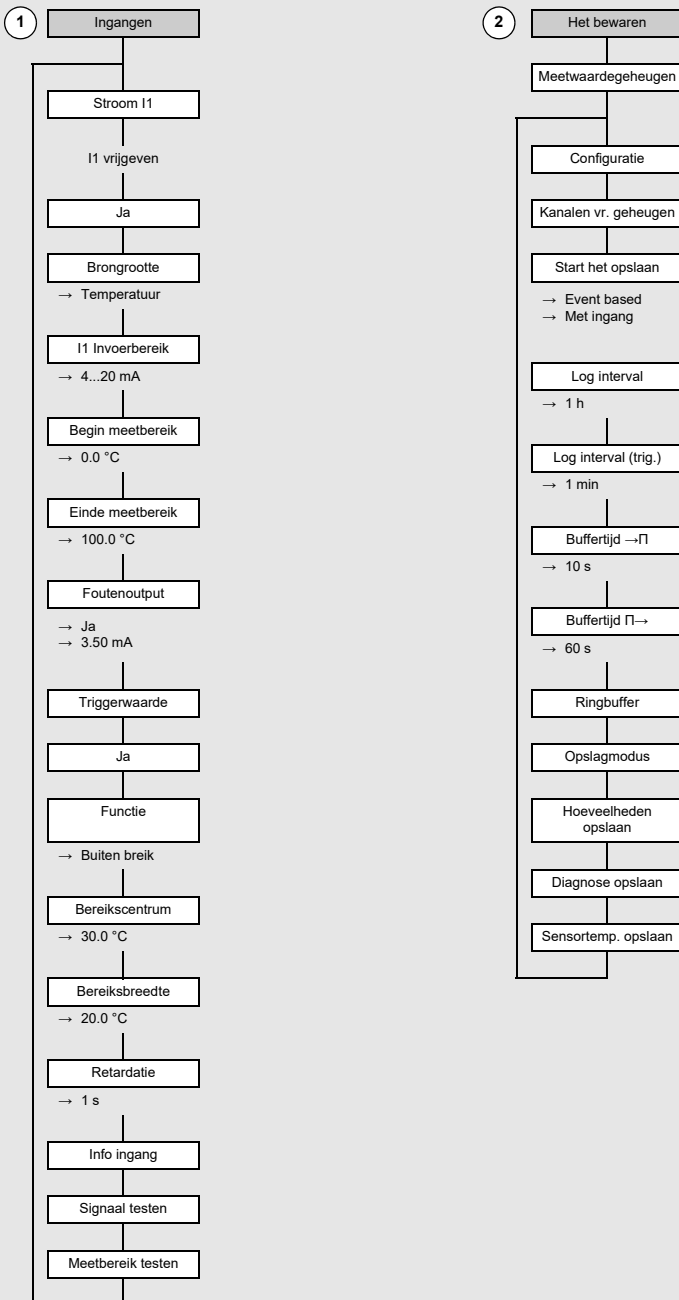 1
Ingangen
Stroom I1
I1 vrijgeven
Ja
Brongrootte
→ Temperatuur
I1 Invoerbereik
→ 4...20 mA
Begin meetbereik
→ 0.0 °C
Einde meetbereik
→ 100.0 °C
Foutenoutput
→ Ja
→ 3.50 mA
Triggerwaarde
Ja
Functie
→ Buiten breik
Bereikscentrum
→ 30.0 °C
Bereiksbreedte
→ 20.0 °C
Retardatie
→ 1 s
Info ingang
Signaal testen
Meetbereik testen
2
Het bewaren
Meetwaardegeheugen
Configuratie
Kanalen vr. geheugen
Start het opslaan
→ Event based
→ Met ingang
Log interval
→ 1 h
Log interval (trig.)
→ 1 min
Buffertijd →Π
→ 10 s
Buffertijd Π→
→ 60 s
Ringbuffer
Opslagmodus
Hoeveelheden
opslaan
Diagnose opslaan
Sensortemp. opslaan